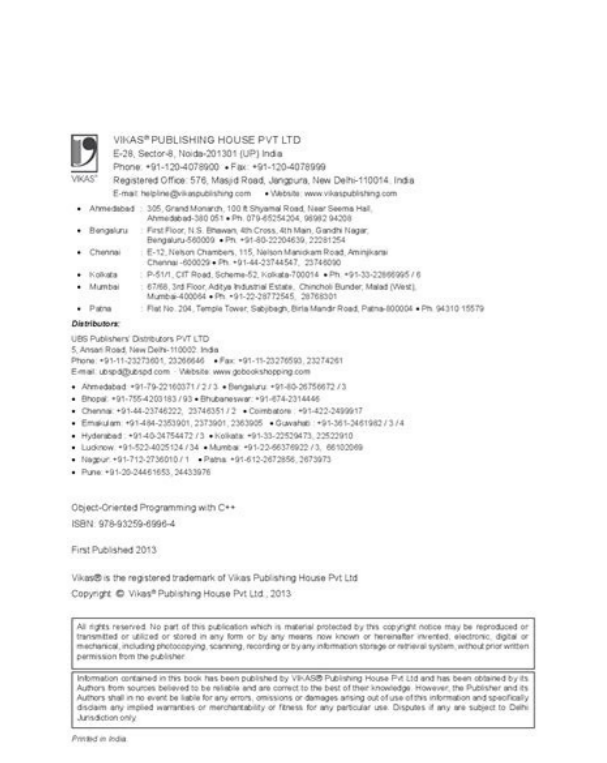 VIKAS® PUBLISHING HOUSE PVT LTD
E-28, Sector-8, Noida-201301 (UP) India
Phone: +91-120-4078900 • Fax: +91-120-4078999
VIKAS®
Registered Office: 576, Masjid Road, Jangpura, New Delhi-110014. India
E-mail: helpline@vikaspublishing.com • Website: www.vikaspublishing.com
• Ahmedabad : 305, Grand Monarch, 100 ft Shyamal Road, Near Seema Hall,
Ahmedabad-380 051 • Ph. 079-65254204, 98982 94208
• Bengaluru : First Floor, N.S. Bhawan, 4th Cross, 4th Main, Gandhi Nagar,
Bengaluru-560009 • Ph. +91-80-22204639, 22281254
• Chennai : E-12, Nelson Chambers, 115, Nelson Manickam Road, Aminjikarai
Chennai -600029 • Ph. +91-44-23744547, 23746090
• Kolkata : P-51/1, CIT Road, Scheme-52, Kolkata-700014 • Ph. +91-33-22866995 / 6
• Mumbai : 67/68, 3rd Floor, Aditya Industrial Estate, Chincholi Bunder, Malad (West),
Mumbai-400064 • Ph. +91-22-28772545, 28768301
• Patna : Flat No. 204, Temple Tower, Sabjibagh, Birla Mandir Road, Patna-800004 • Ph. 94310 15579
Distributors:
UBS Publishers' Distributors PVT LTD
5, Ansari Road, New Delhi-110002. India
Phone: +91-11-23273601, 23266646 • Fax: +91-11-23276593, 23274261
E-mail: ubspd@ubspd.com · Website: www.gobookshopping.com
• Ahmedabad: +91-79-22160371 / 2 / 3 • Bengaluru: +91-80-26756672 / 3
• Bhopal: +91-755-4203183 / 93 • Bhubaneswar: +91-674-2314446
• Chennai: +91-44-23746222, 23746351 / 2 • Coimbatore : +91-422-2499917
• Ernakulam: +91-484-2353901, 2373901, 2363905 • Guwahati : +91-361-2461982 / 3 / 4
• Hyderabad : +91-40-24754472 / 3 • Kolkata: +91-33-22529473, 22522910
• Lucknow: +91-522-4025124 / 34 • Mumbai: +91-22-66376922 / 3, 66102069
• Nagpur: +91-712-2736010 / 1 • Patna: +91-612-2672856, 2673973
• Pune: +91-20-24461653, 24433976
Object-Oriented Programming with C++
ISBN: 978-93259-6996-4
First Published 2013
Vikas® is the registered trademark of Vikas Publishing House Pvt Ltd
Copyright © Vikas® Publishing House Pvt Ltd., 2013
All rights reserved. No part of this publication which is material protected by this copyright notice may be reproduced or
transmitted or utilized or stored in any form or by any means now known or hereinafter invented, electronic, digital or
mechanical, including photocopying, scanning, recording or by any information storage or retrieval system, without prior written
permission from the publisher.
Information contained in this book has been published by VIKAS® Publishing House Pvt Ltd and has been obtained by its
Authors from sources believed to be reliable and are correct to the best of their knowledge. However, the Publisher and its
Authors shall in no event be liable for any errors, omissions or damages arising out of use of this information and specifically
disclaim any implied warranties or merchantability or fitness for any particular use. Disputes if any are subject to Delhi
Jurisdiction only.
Printed in India.